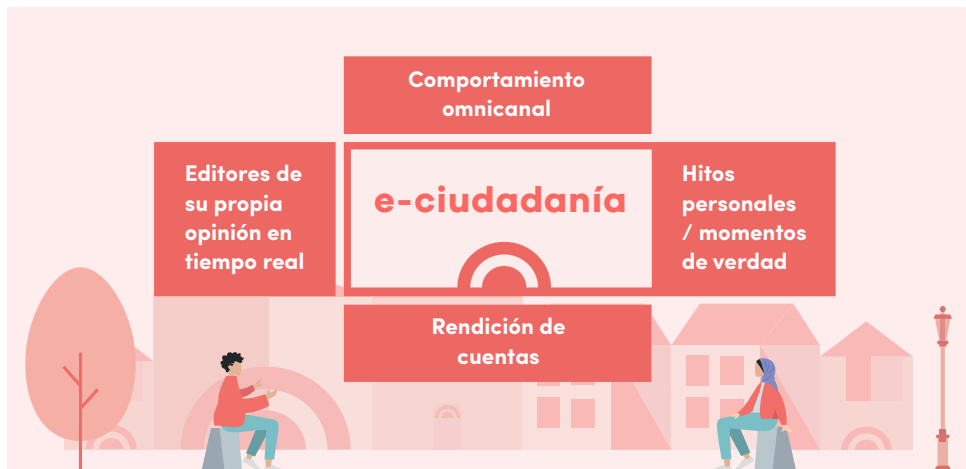 Comportamiento
omnicanal
Editores de
su propia
opinión en
tiempo real
e-ciudadanía
Hitos
personales
/ momentos
de verdad
Rendición de
cuentas